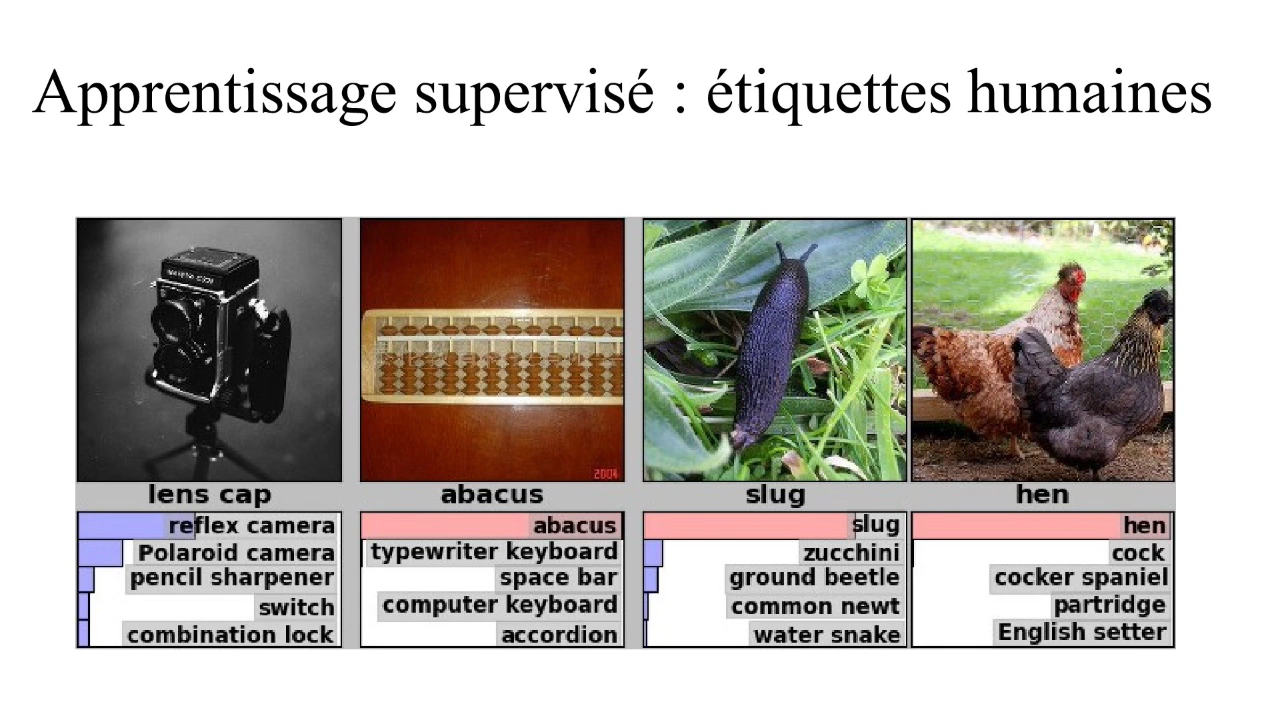 Apprentissage supervisé : étiquettes humaines
2004
lens cap
reflex camera
Polaroid camera
pencil sharpener
switch
combination lock
abacus
abacus
typewriter keyboard
space bar
computer keyboard
accordion
slug
slug
zucchini
ground beetle
common newt
water snake
hen
hen
cock
cocker spaniel
partridge
English setter